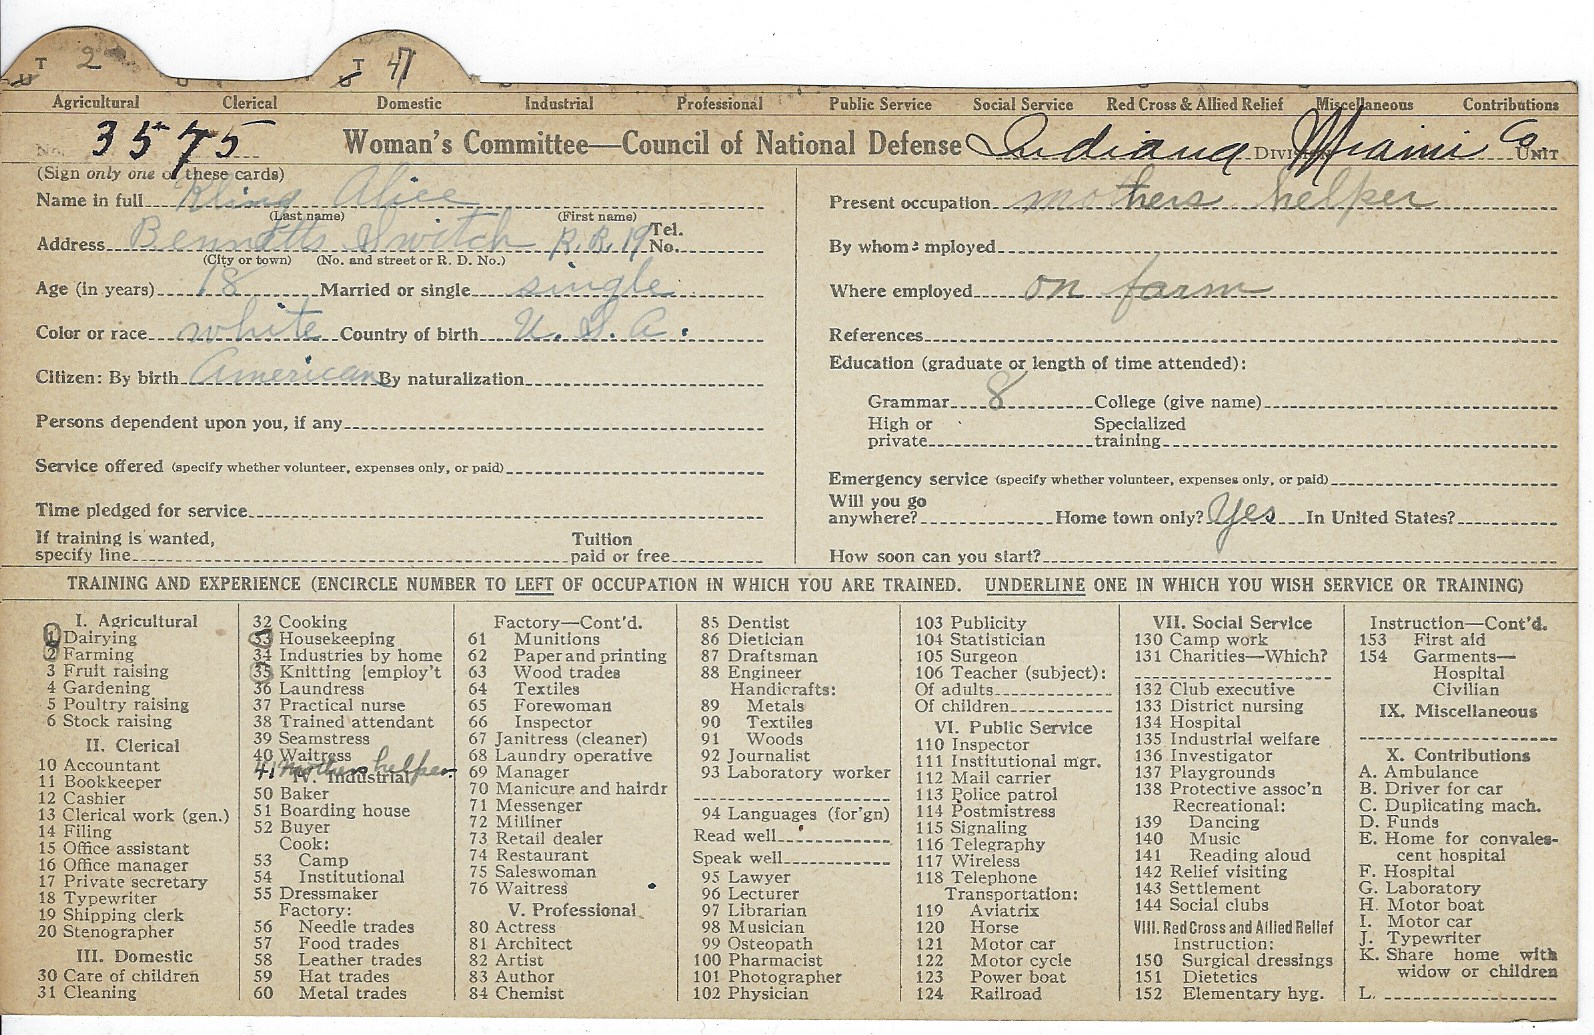 T 2 T 47
Agricultural Clerical Domestic Industrial Professional Public Service Social Service Red Cross & Allied Relief Miscellaneous Contributions
No. 3575 Woman's Committee—Council of National Defense Indiana Division Miami Co. Unit
(Sign only one of these cards)
Name in full Kling Alice
(Last name) (First name)
Address Bennetts Switch R.R. 19 Tel. No.
(City or town) (No. and street or R. D. No.)
Age (in years) 18 Married or single single
Color or race white Country of birth U. S. A.
Citizen: By birth American By naturalization
Persons dependent upon you, if any
Service offered (specify whether volunteer, expenses only, or paid)
Time pledged for service
If training is wanted,
specify line Tuition paid or free
Present occupation mothers helper
By whom employed
Where employed on farm
References
Education (graduate or length of time attended):
Grammar 8 College (give name)
High or private Specialized training
Emergency service (specify whether volunteer, expenses only, or paid)
Will you go
anywhere? Home town only? Yes In United States?
How soon can you start?
TRAINING AND EXPERIENCE (ENCIRCLE NUMBER TO LEFT OF OCCUPATION IN WHICH YOU ARE TRAINED. UNDERLINE ONE IN WHICH YOU WISH SERVICE OR TRAINING)
I. Agricultural
1 Dairying
2 Farming
3 Fruit raising
4 Gardening
5 Poultry raising
6 Stock raising
II. Clerical
10 Accountant
11 Bookkeeper
12 Cashier
13 Clerical work (gen.)
14 Filing
15 Office assistant
16 Office manager
17 Private secretary
18 Typewriter
19 Shipping clerk
20 Stenographer
III. Domestic
30 Care of children
31 Cleaning
32 Cooking
33 Housekeeping
34 Industries by home
35 Knitting [employ't
36 Laundress
37 Practical nurse
38 Trained attendant
39 Seamstress
40 Waitress
41 mothers helper
IV. Industrial
50 Baker
51 Boarding house
52 Buyer
Cook:
53 Camp
54 Institutional
55 Dressmaker
Factory:
56 Needle trades
57 Food trades
58 Leather trades
59 Hat trades
60 Metal trades
Factory—Cont'd.
61 Munitions
62 Paper and printing
63 Wood trades
64 Textiles
65 Forewoman
66 Inspector
67 Janitress (cleaner)
68 Laundry operative
69 Manager
70 Manicure and hairdr
71 Messenger
72 Milliner
73 Retail dealer
74 Restaurant
75 Saleswoman
76 Waitress
V. Professional
80 Actress
81 Architect
82 Artist
83 Author
84 Chemist
85 Dentist
86 Dietician
87 Draftsman
88 Engineer
Handicrafts:
89 Metals
90 Textiles
91 Woods
92 Journalist
93 Laboratory worker
94 Languages (for'gn)
Read well
Speak well
95 Lawyer
96 Lecturer
97 Librarian
98 Musician
99 Osteopath
100 Pharmacist
101 Photographer
102 Physician
103 Publicity
104 Statistician
105 Surgeon
106 Teacher (subject):
Of adults
Of children
VI. Public Service
110 Inspector
111 Institutional mgr.
112 Mail carrier
113 Police patrol
114 Postmistress
115 Signaling
116 Telegraphy
117 Wireless
118 Telephone
Transportation:
119 Aviatrix
120 Horse
121 Motor car
122 Motor cycle
123 Power boat
124 Railroad
VII. Social Service
130 Camp work
131 Charities—Which?
132 Club executive
133 District nursing
134 Hospital
135 Industrial welfare
136 Investigator
137 Playgrounds
138 Protective assoc'n
Recreational:
139 Dancing
140 Music
141 Reading aloud
142 Relief visiting
143 Settlement
144 Social clubs
VIII. Red Cross and Allied Relief
Instruction:
150 Surgical dressings
151 Dietetics
152 Elementary hyg.
Instruction—Cont'd.
153 First aid
154 Garments—
Hospital
Civilian
IX. Miscellaneous
X. Contributions
A. Ambulance
B. Driver for car
C. Duplicating mach.
D. Funds
E. Home for convales-
cent hospital
F. Hospital
G. Laboratory
H. Motor boat
I. Motor car
J. Typewriter
K. Share home with
widow or children
L.